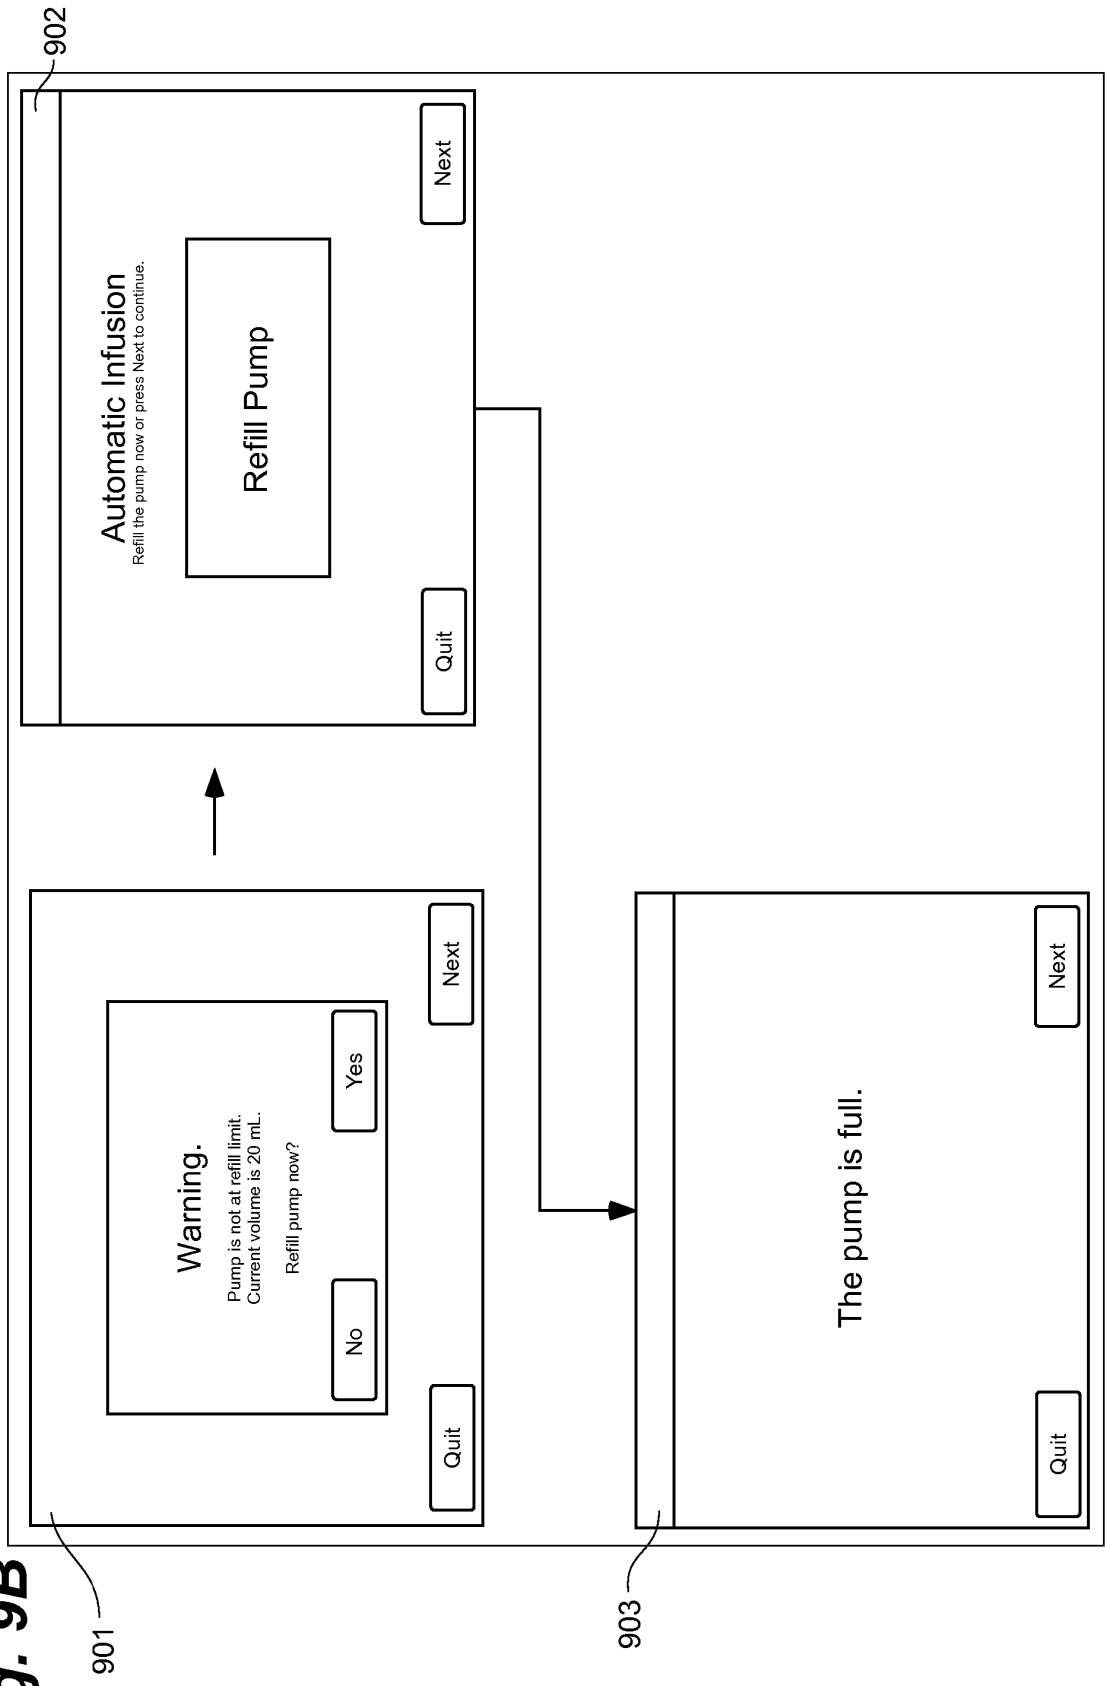 g. 9B
901
Warning.
Pump is not at refill limit.
Current volume is 20 mL.
Refill pump now?
No
Yes
Quit
Next
902
Automatic Infusion
Refill the pump now or press Next to continue.
Refill Pump
Quit
Next
903
The pump is full.
Quit
Next